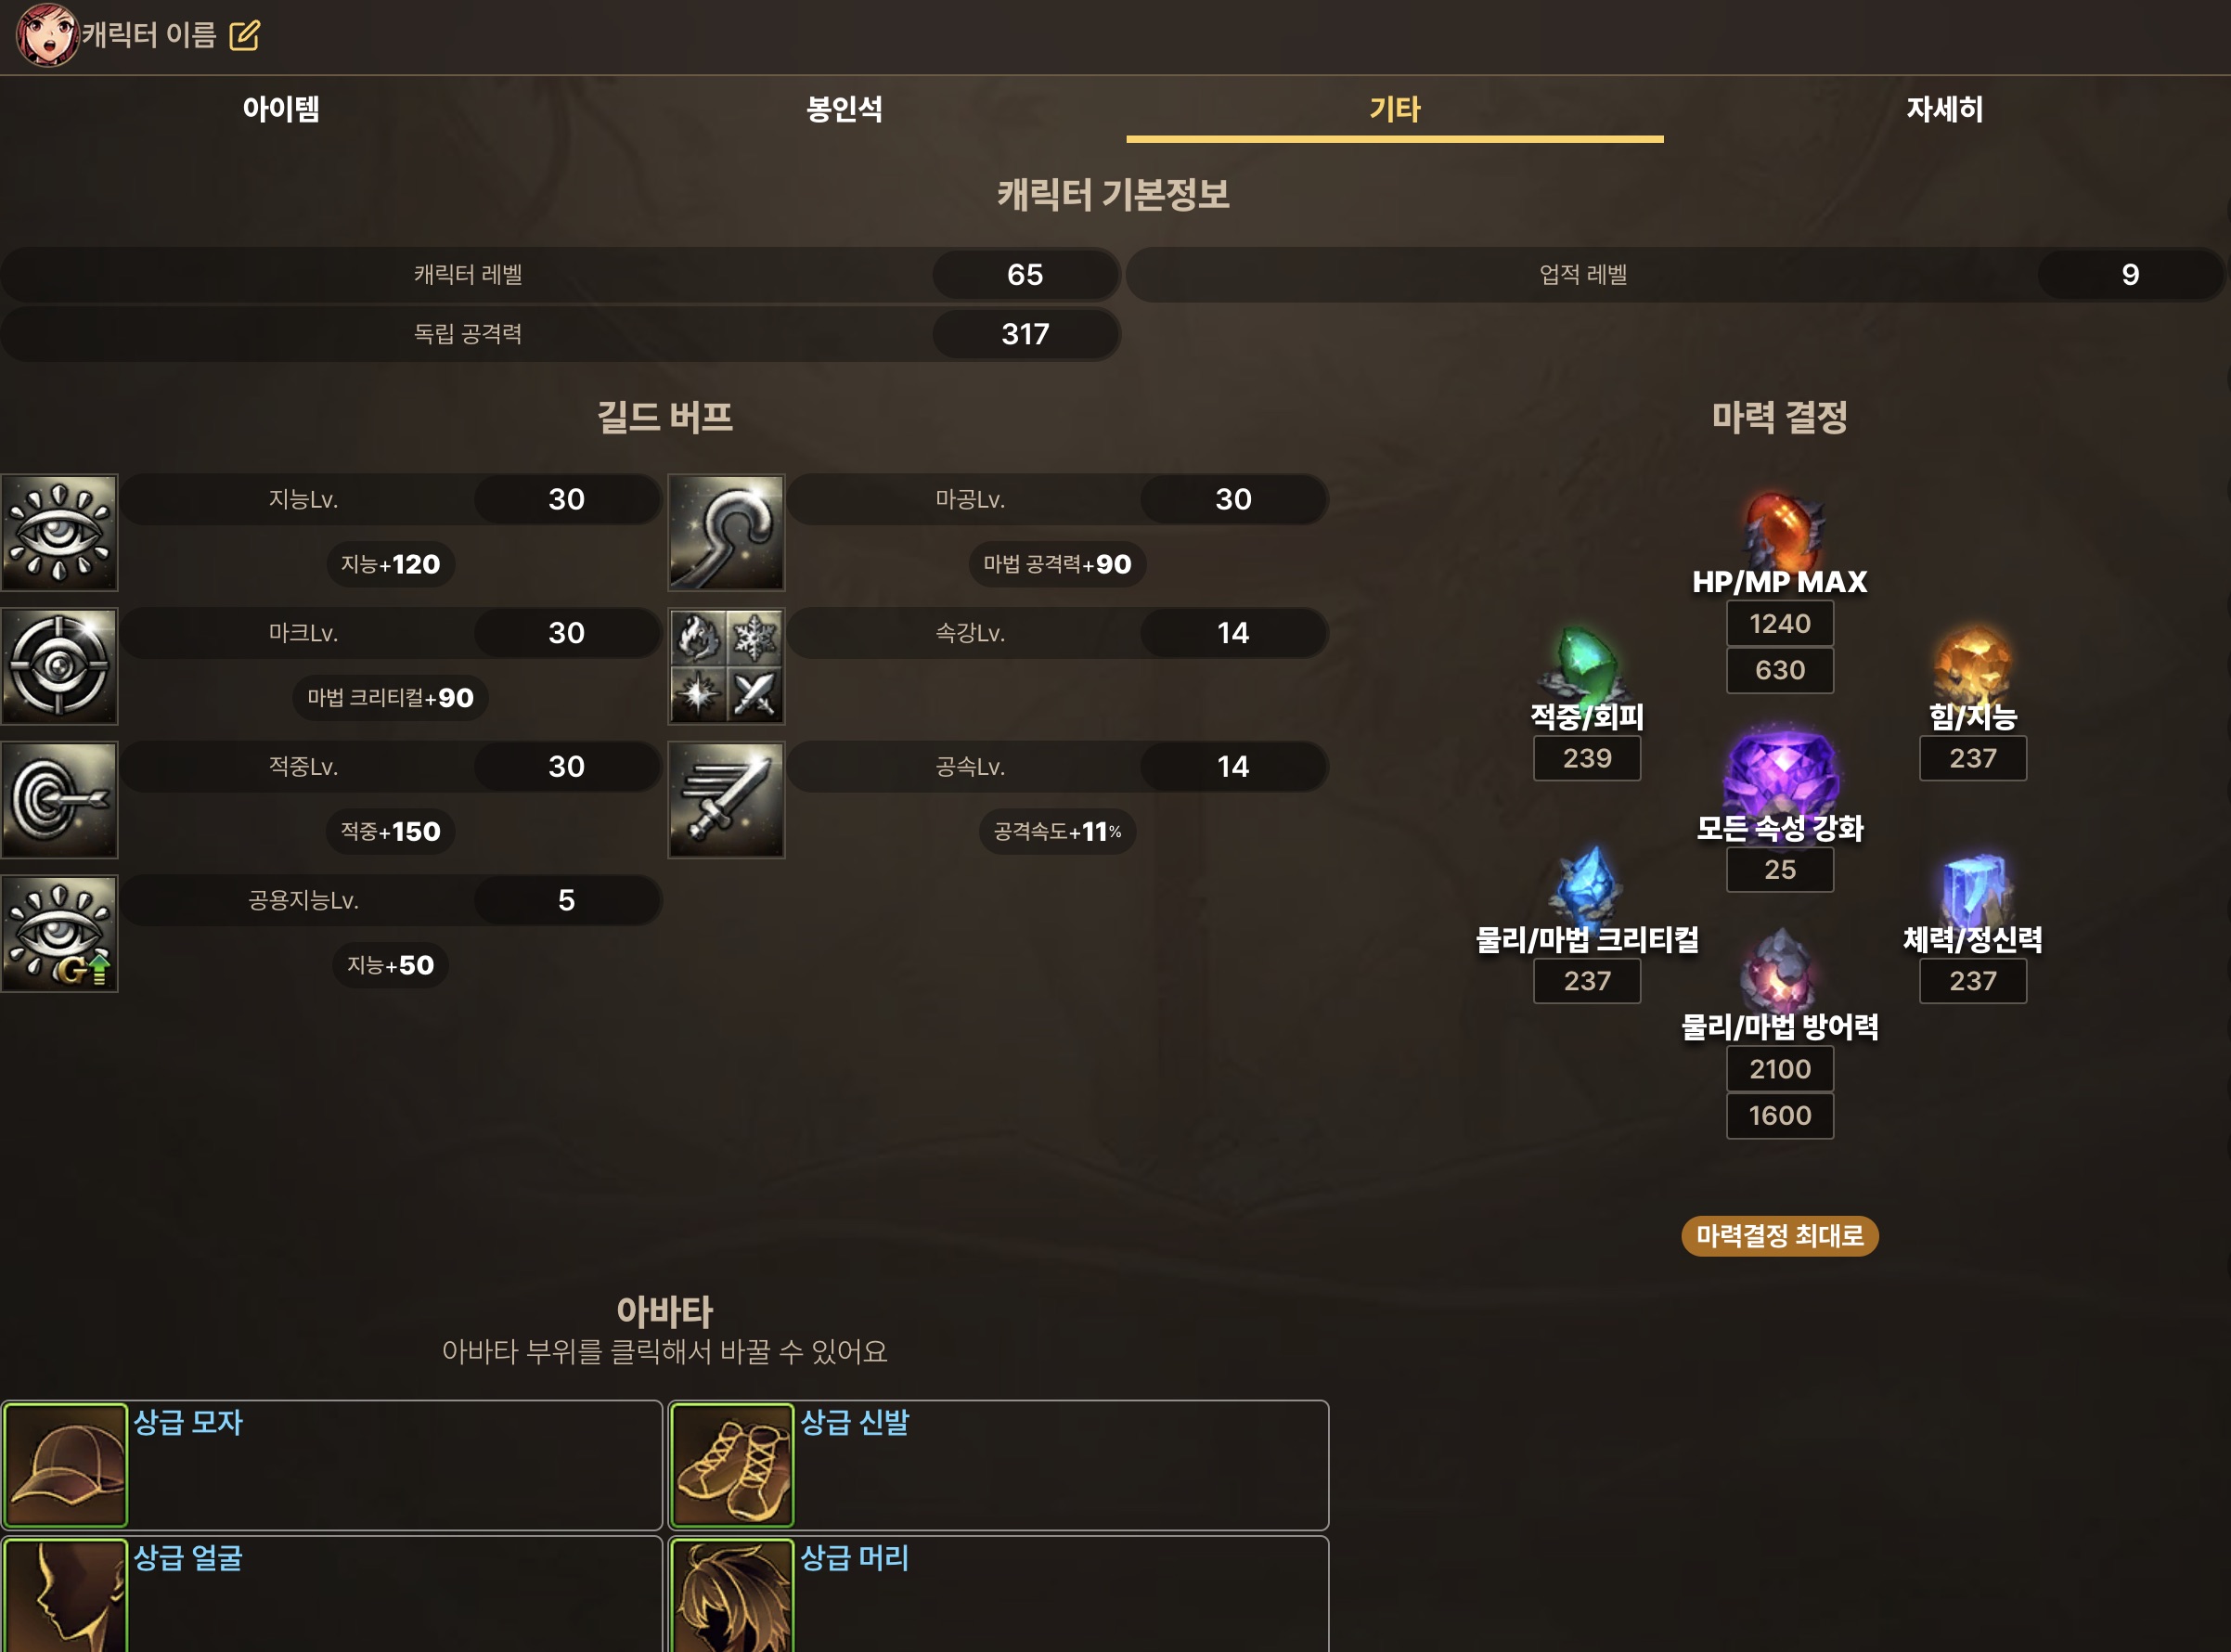 캐릭터 이름
아이템
봉인석
기타
자세히
캐릭터 기본정보
캐릭터 레벨
65
업적 레벨
9
독립 공격력
317
길드 버프
지능Lv.
30
지능+120
마공Lv.
30
마법 공격력+90
마크Lv.
30
마법 크리티컬+90
속강Lv.
14
적중Lv.
30
적중+150
공속Lv.
14
공격속도+11%
공용지능Lv.
5
지능+50
G
마력 결정
HP/MP MAX
1240
630
적중/회피
239
힘/지능
237
모든 속성 강화
25
물리/마법 크리티컬
237
체력/정신력
237
물리/마법 방어력
2100
1600
마력결정 최대로
아바타
아바타 부위를 클릭해서 바꿀 수 있어요
상급 모자
상급 신발
상급 얼굴
상급 머리